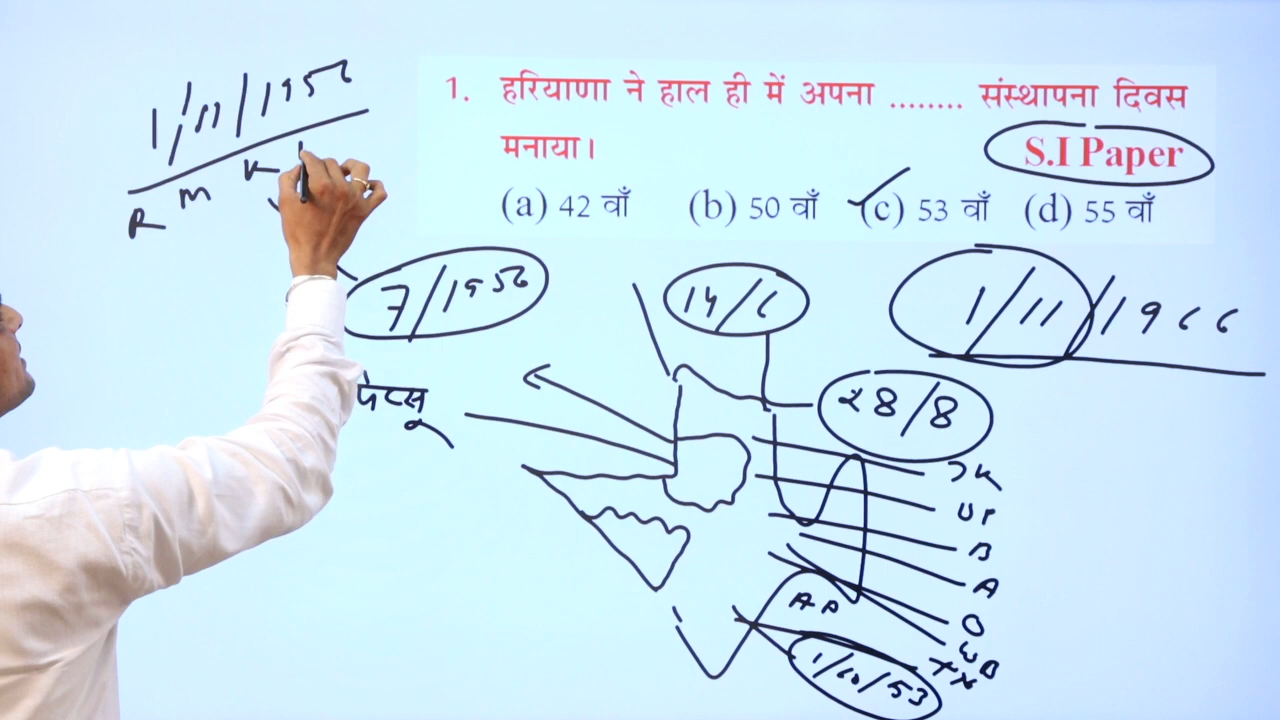 1/11/1956
R M K
1. हरियाणा ने हाल ही में अपना ........ संस्थापना दिवस
मनाया।
S.I Paper
(a) 42 वाँ (b) 50 वाँ (c) 53 वाँ (d) 55 वाँ
7/1956
14/6
1/11/1966
पेप्सू
28/8
JK
UP
B
A
O
WB
AP
1/10/53